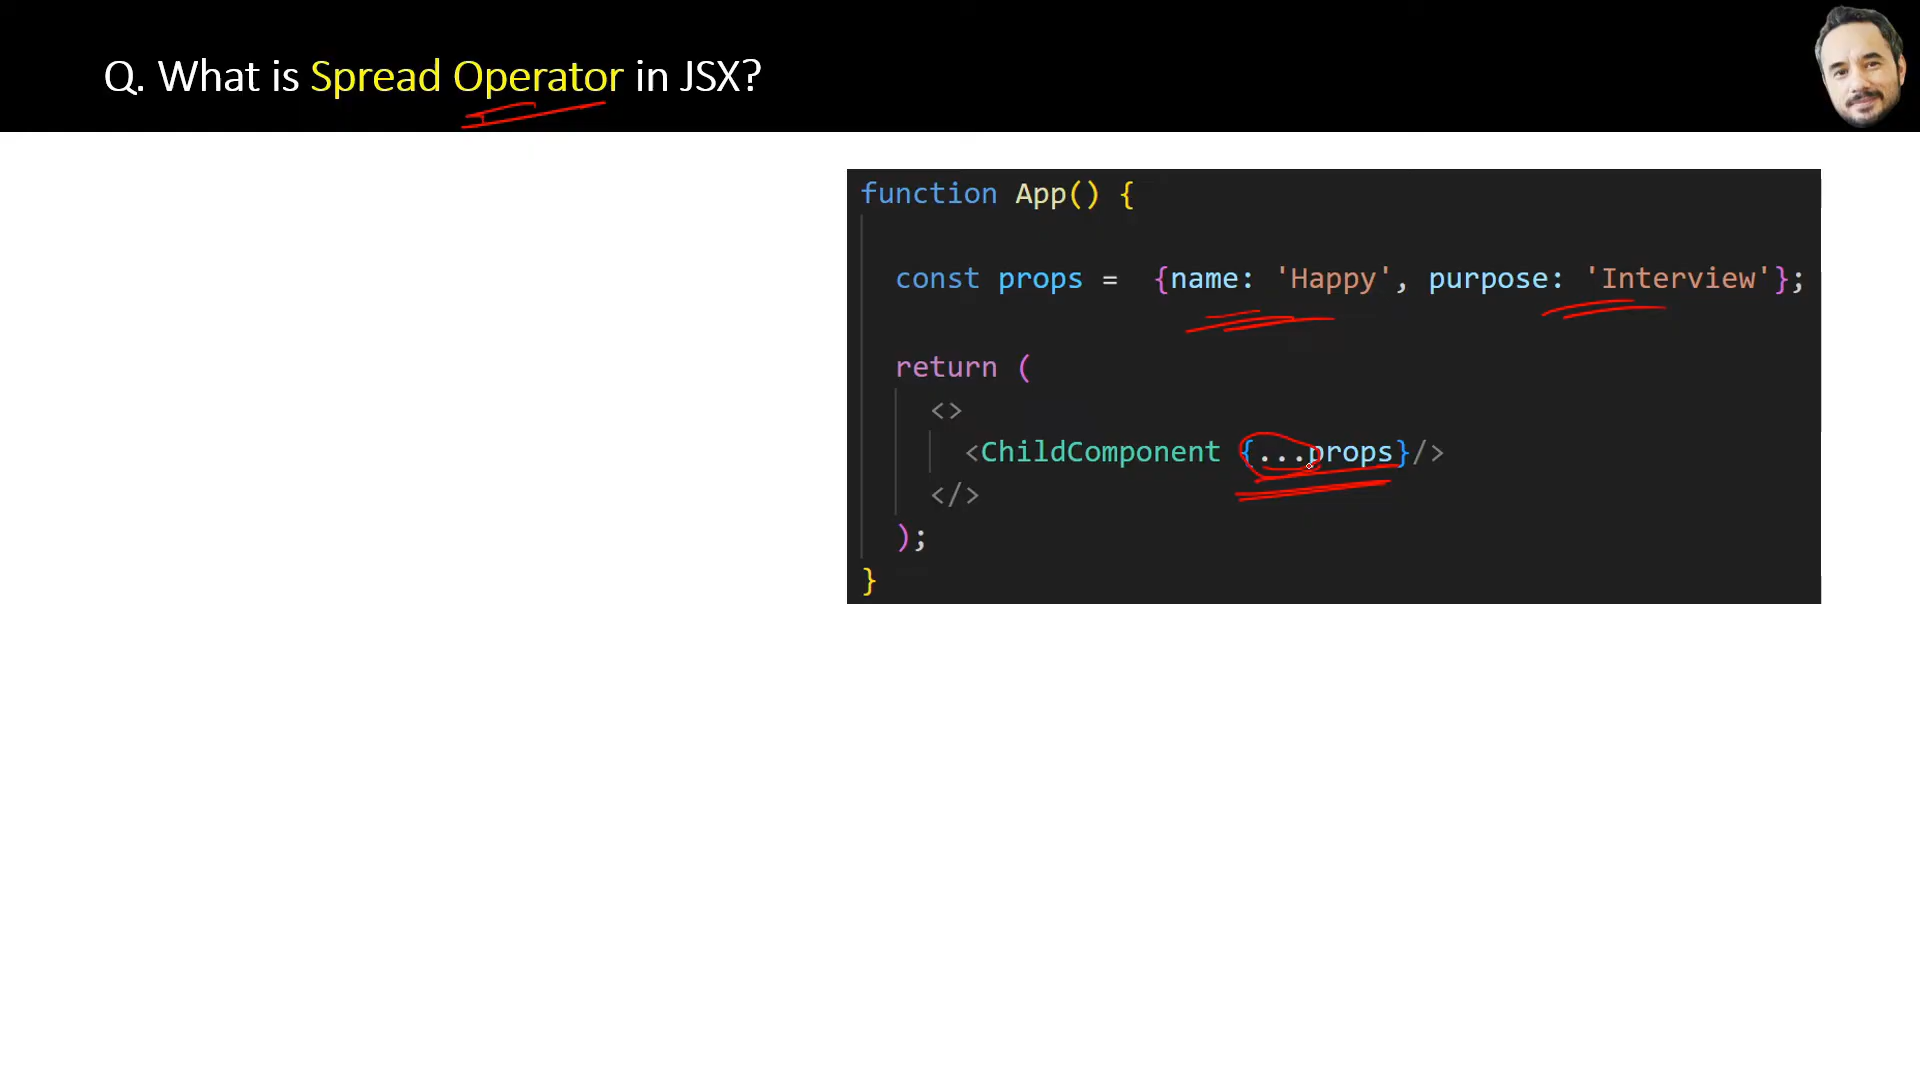 Q. What is Spread Operator in JSX?
function App() {
const props =  {name: 'Happy', purpose: 'Interview'};
return (
<>
<ChildComponent {...props}/>
</>
);
}